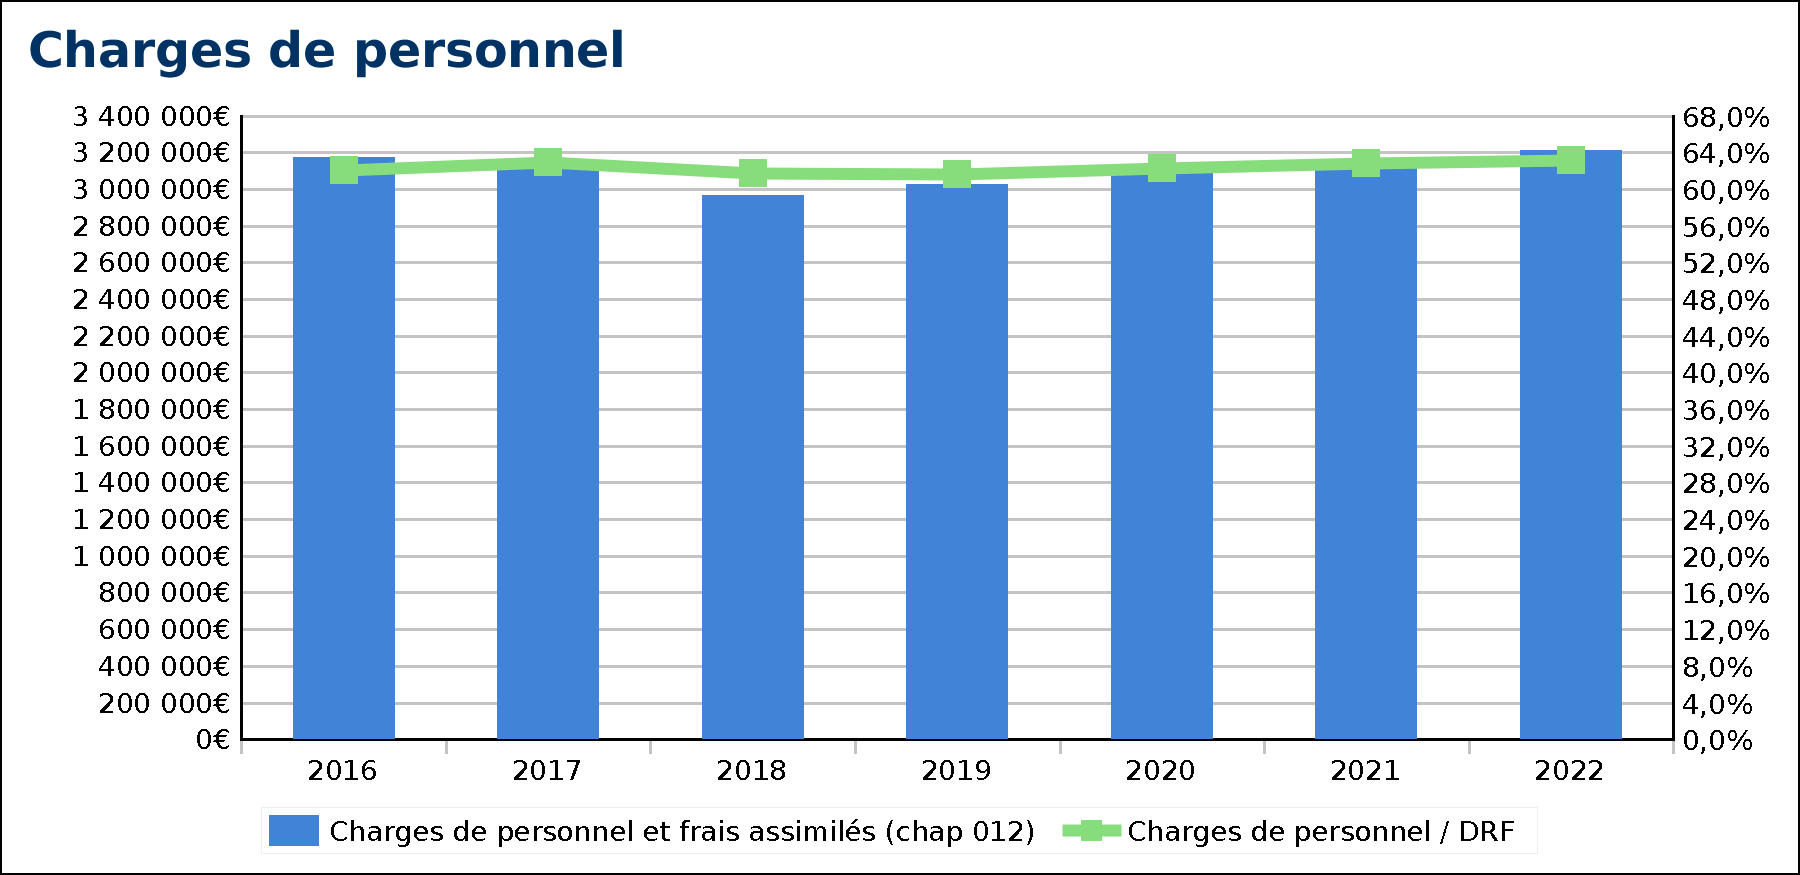 Charges de personnel
3 400 000€
3 200 000€
3 000 000€
2 800 000€
2 600 000€
2 400 000€
2 200 000€
2 000 000€
1 800 000€
1 600 000€
1 400 000€
1 200 000€
1 000 000€
800 000€
600 000€
400 000€
200 000€
0€
68,0%
64,0%
60,0%
56,0%
52,0%
48,0%
44,0%
40,0%
36,0%
32,0%
28,0%
24,0%
20,0%
16,0%
12,0%
8,0%
4,0%
0,0%
2016 2017 2018 2019 2020 2021 2022
Charges de personnel et frais assimilés (chap 012) Charges de personnel / DRF